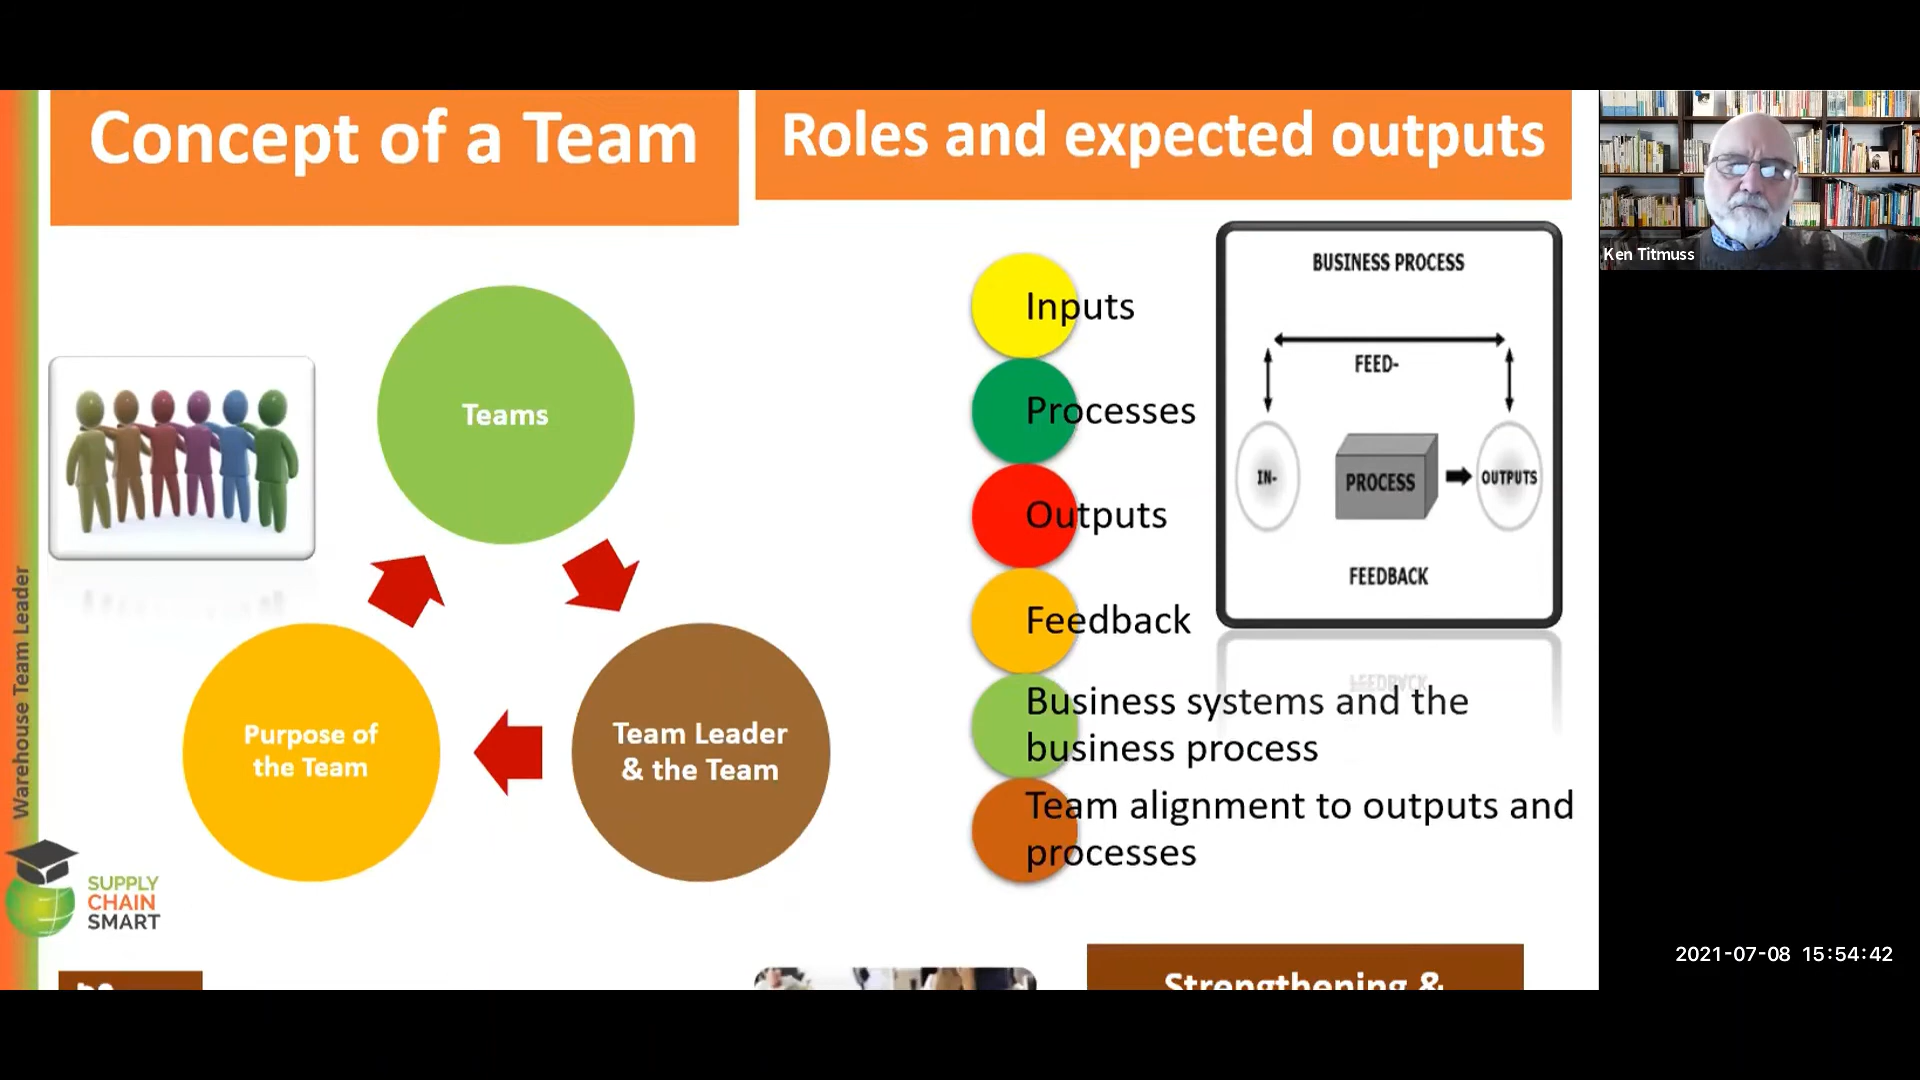 Concept of a Team
Roles and expected outputs
Teams
Team Leader
& the Team
Purpose of
the Team
Inputs
Processes
Outputs
Feedback
Business systems and the
business process
Team alignment to outputs and
processes
BUSINESS PROCESS
FEED-
IN-
PROCESS
OUTPUTS
FEEDBACK
Warehouse Team Leader
SUPPLY
CHAIN
SMART
Strengthening &
Ken Titmuss
2021-07-08 15:54:42